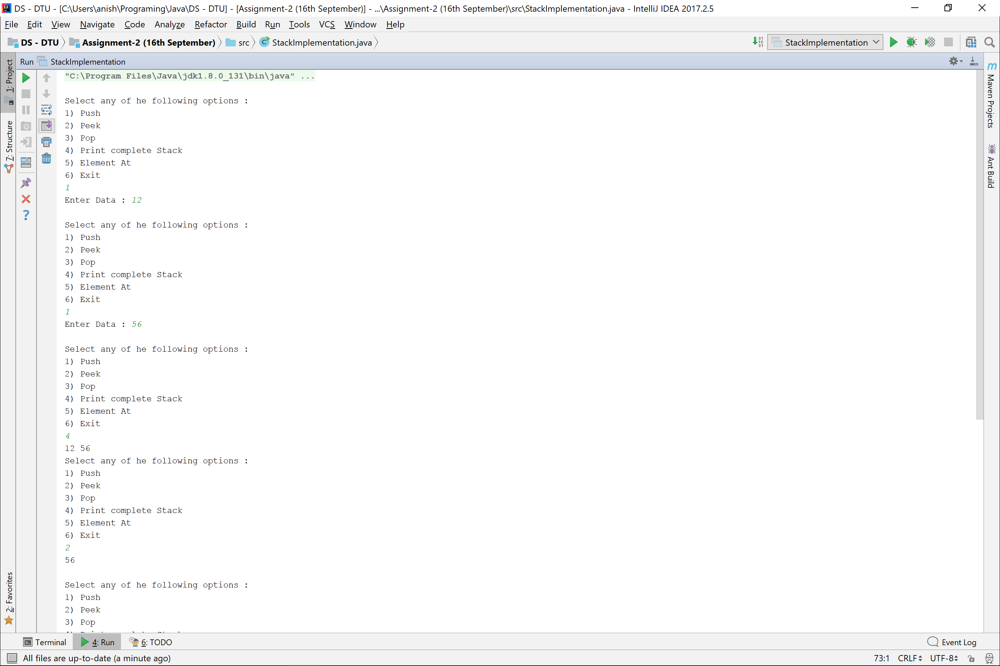 DS - DTU - [C:\Users\anish\Programing\Java\DS - DTU] - [Assignment-2 (16th September)] - ...\Assignment-2 (16th September)\src\StackImplementation.java - IntelliJ IDEA 2017.2.5
File Edit View Navigate Code Analyze Refactor Build Run Tools VCS Window Help
DS - DTU Assignment-2 (16th September) src StackImplementation.java StackImplementation
Run StackImplementation
1: Project
7: Structure
2: Favorites
Maven Projects
Ant Build
"C:\Program Files\Java\jdk1.8.0_131\bin\java" ...
Select any of he following options :
1) Push
2) Peek
3) Pop
4) Print complete Stack
5) Element At
6) Exit
1
Enter Data : 12
Select any of he following options :
1) Push
2) Peek
3) Pop
4) Print complete Stack
5) Element At
6) Exit
1
Enter Data : 56
Select any of he following options :
1) Push
2) Peek
3) Pop
4) Print complete Stack
5) Element At
6) Exit
4
12 56
Select any of he following options :
1) Push
2) Peek
3) Pop
4) Print complete Stack
5) Element At
6) Exit
2
56
Select any of he following options :
1) Push
2) Peek
3) Pop
Terminal 4: Run 6: TODO Event Log
All files are up-to-date (a minute ago) 73:1 CRLF UTF-8